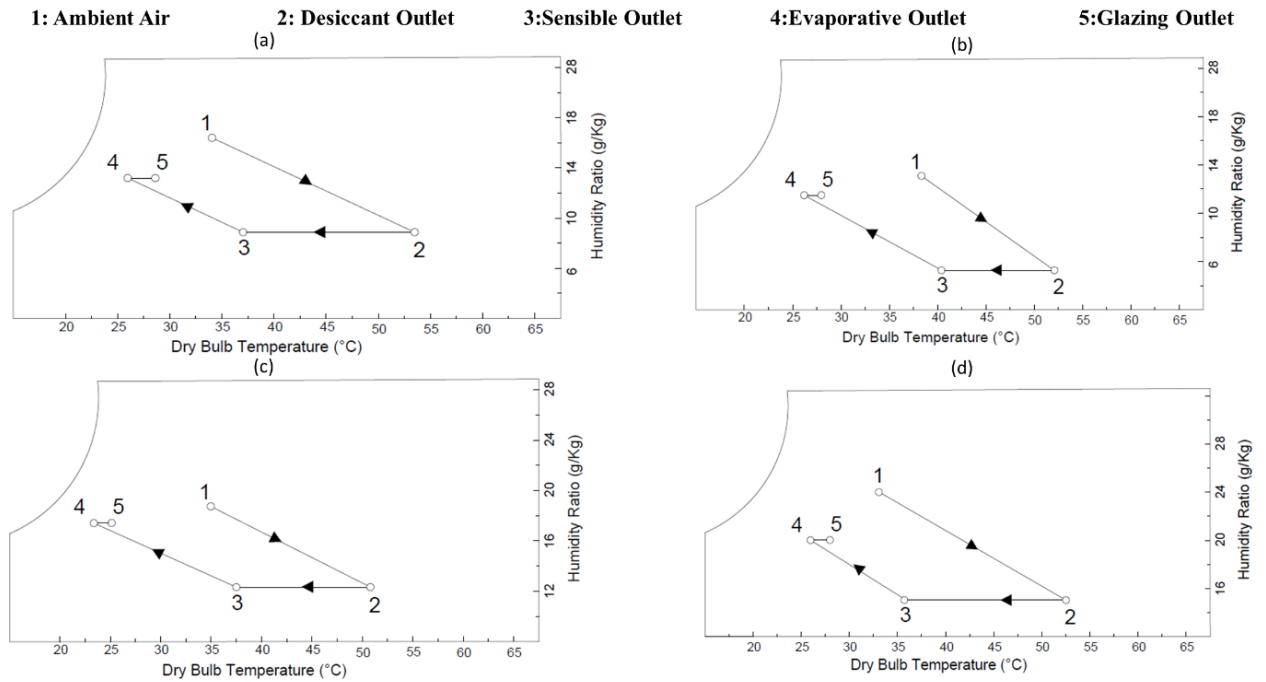 1: Ambient Air 2: Desiccant Outlet 3:Sensible Outlet 4:Evaporative Outlet 5:Glazing Outlet
(a)
28
18
14
10
6
Humidity Ratio (g/Kg)
1
4 5
3 2
20 25 30 35 40 45 50 55 60 65
Dry Bulb Temperature (°C)
(b)
28
18
14
10
6
Humidity Ratio (g/Kg)
1
4 5
3 2
20 25 30 35 40 45 50 55 60 65
Dry Bulb Temperature (°C)
(c)
28
24
20
16
12
Humidity Ratio (g/Kg)
1
4 5
3 2
20 25 30 35 40 45 50 55 60 65
Dry Bulb Temperature (°C)
(d)
28
24
20
16
Humidity Ratio (g/Kg)
1
4 5
3 2
20 25 30 35 40 45 50 55 60 65
Dry Bulb Temperature (°C)